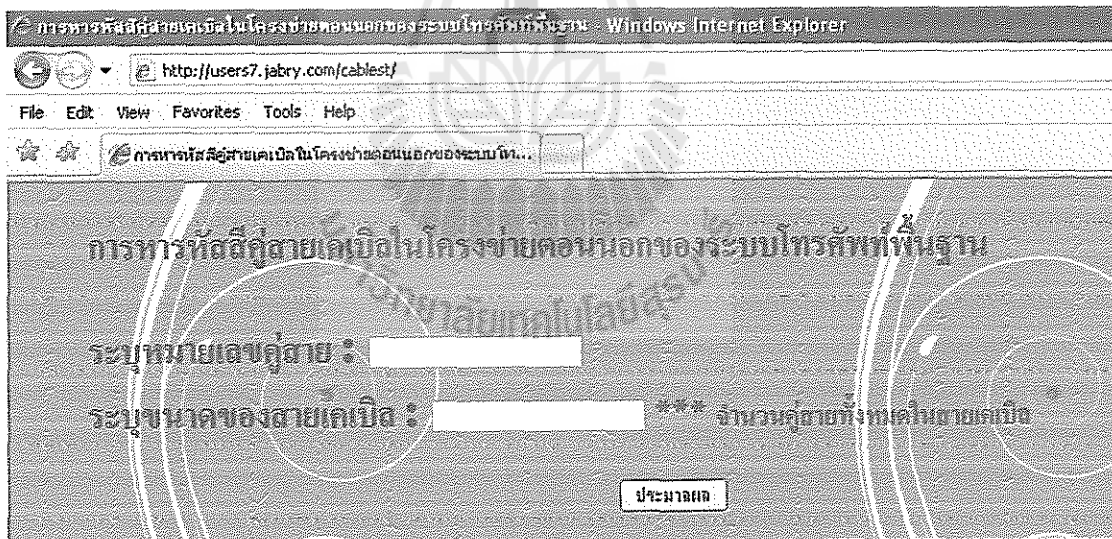 การหารหัสสีคู่สายเคเบิลในโครงข่ายตอนนอกของระบบโทรศัพท์พื้นฐาน - Windows Internet Explorer
http://users7.jabry.com/cablest/
File Edit View Favorites Tools Help
การหารหัสสีคู่สายเคเบิลในโครงข่ายตอนนอกของระบบโท...
การหารหัสสีคู่สายเคเบิลในโครงข่ายตอนนอกของระบบโทรศัพท์พื้นฐาน
ระบุหมายเลขคู่สาย :
ระบุขนาดของสายเคเบิล : *** จำนวนคู่สายทั้งหมดในสายเคเบิล *
ประมวลผล